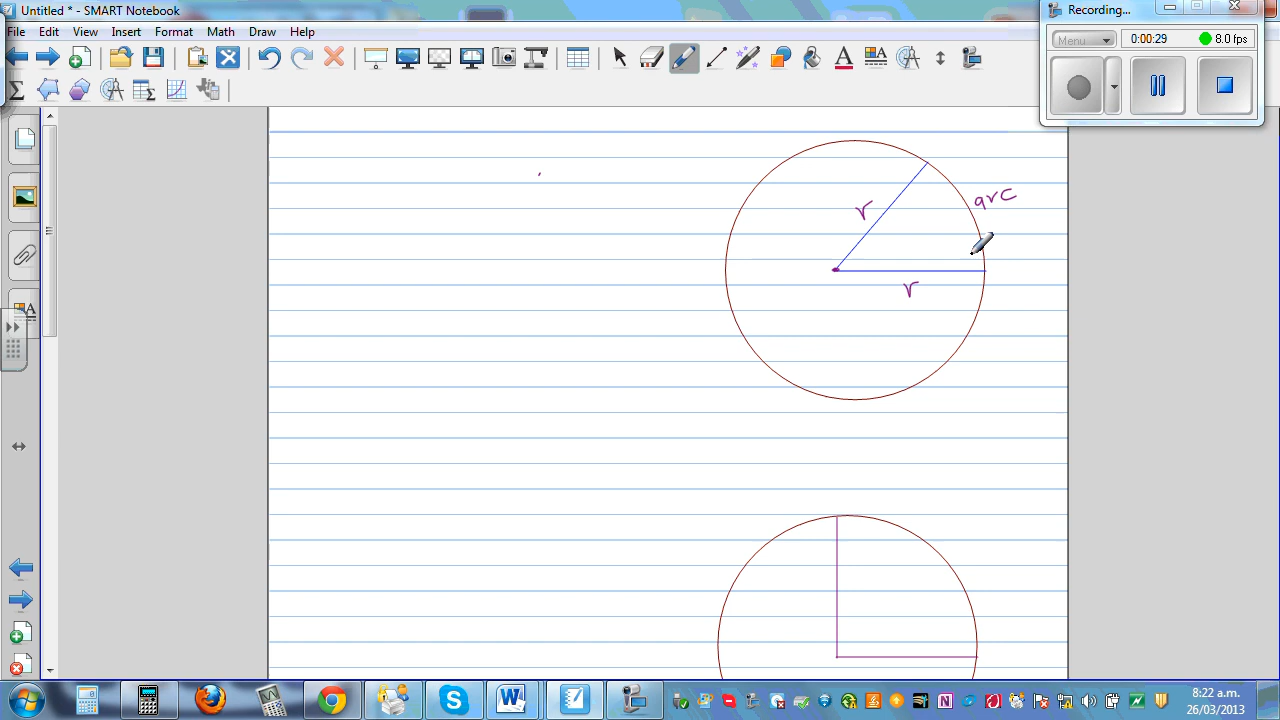 Untitled * - SMART Notebook
File Edit View Insert Format Math Draw Help
Recording...
Menu
0:00:29
8.0 fps
r
arc
r
8:22 a.m.
26/03/2013